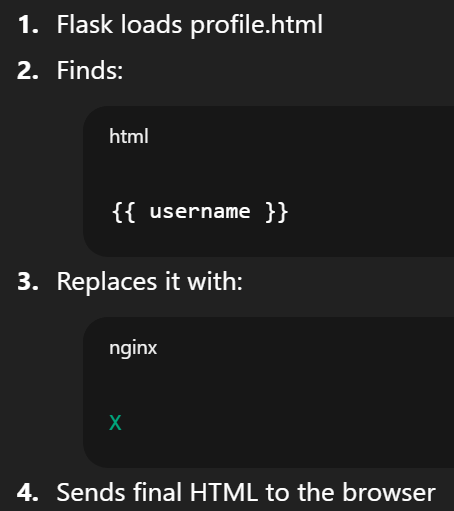 1. Flask loads profile.html
2. Finds:
html
{{ username }}
3. Replaces it with:
nginx
X
4. Sends final HTML to the browser